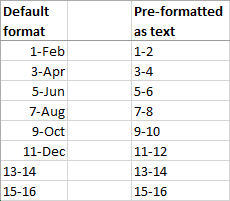 Default format Pre-formatted as text
1-Feb 1-2
3-Apr 3-4
5-Jun 5-6
7-Aug 7-8
9-Oct 9-10
11-Dec 11-12
13-14 13-14
15-16 15-16